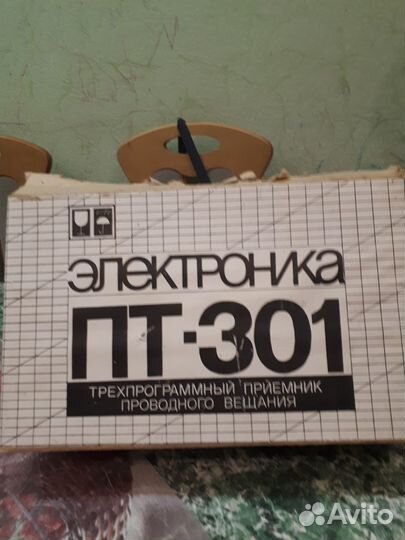 ЭЛЕКТРОНИКА
ПТ-301
ТРЕХПРОГРАММНЫЙ ПРИЕМНИК
ПРОВОДНОГО ВЕЩАНИЯ
Avito